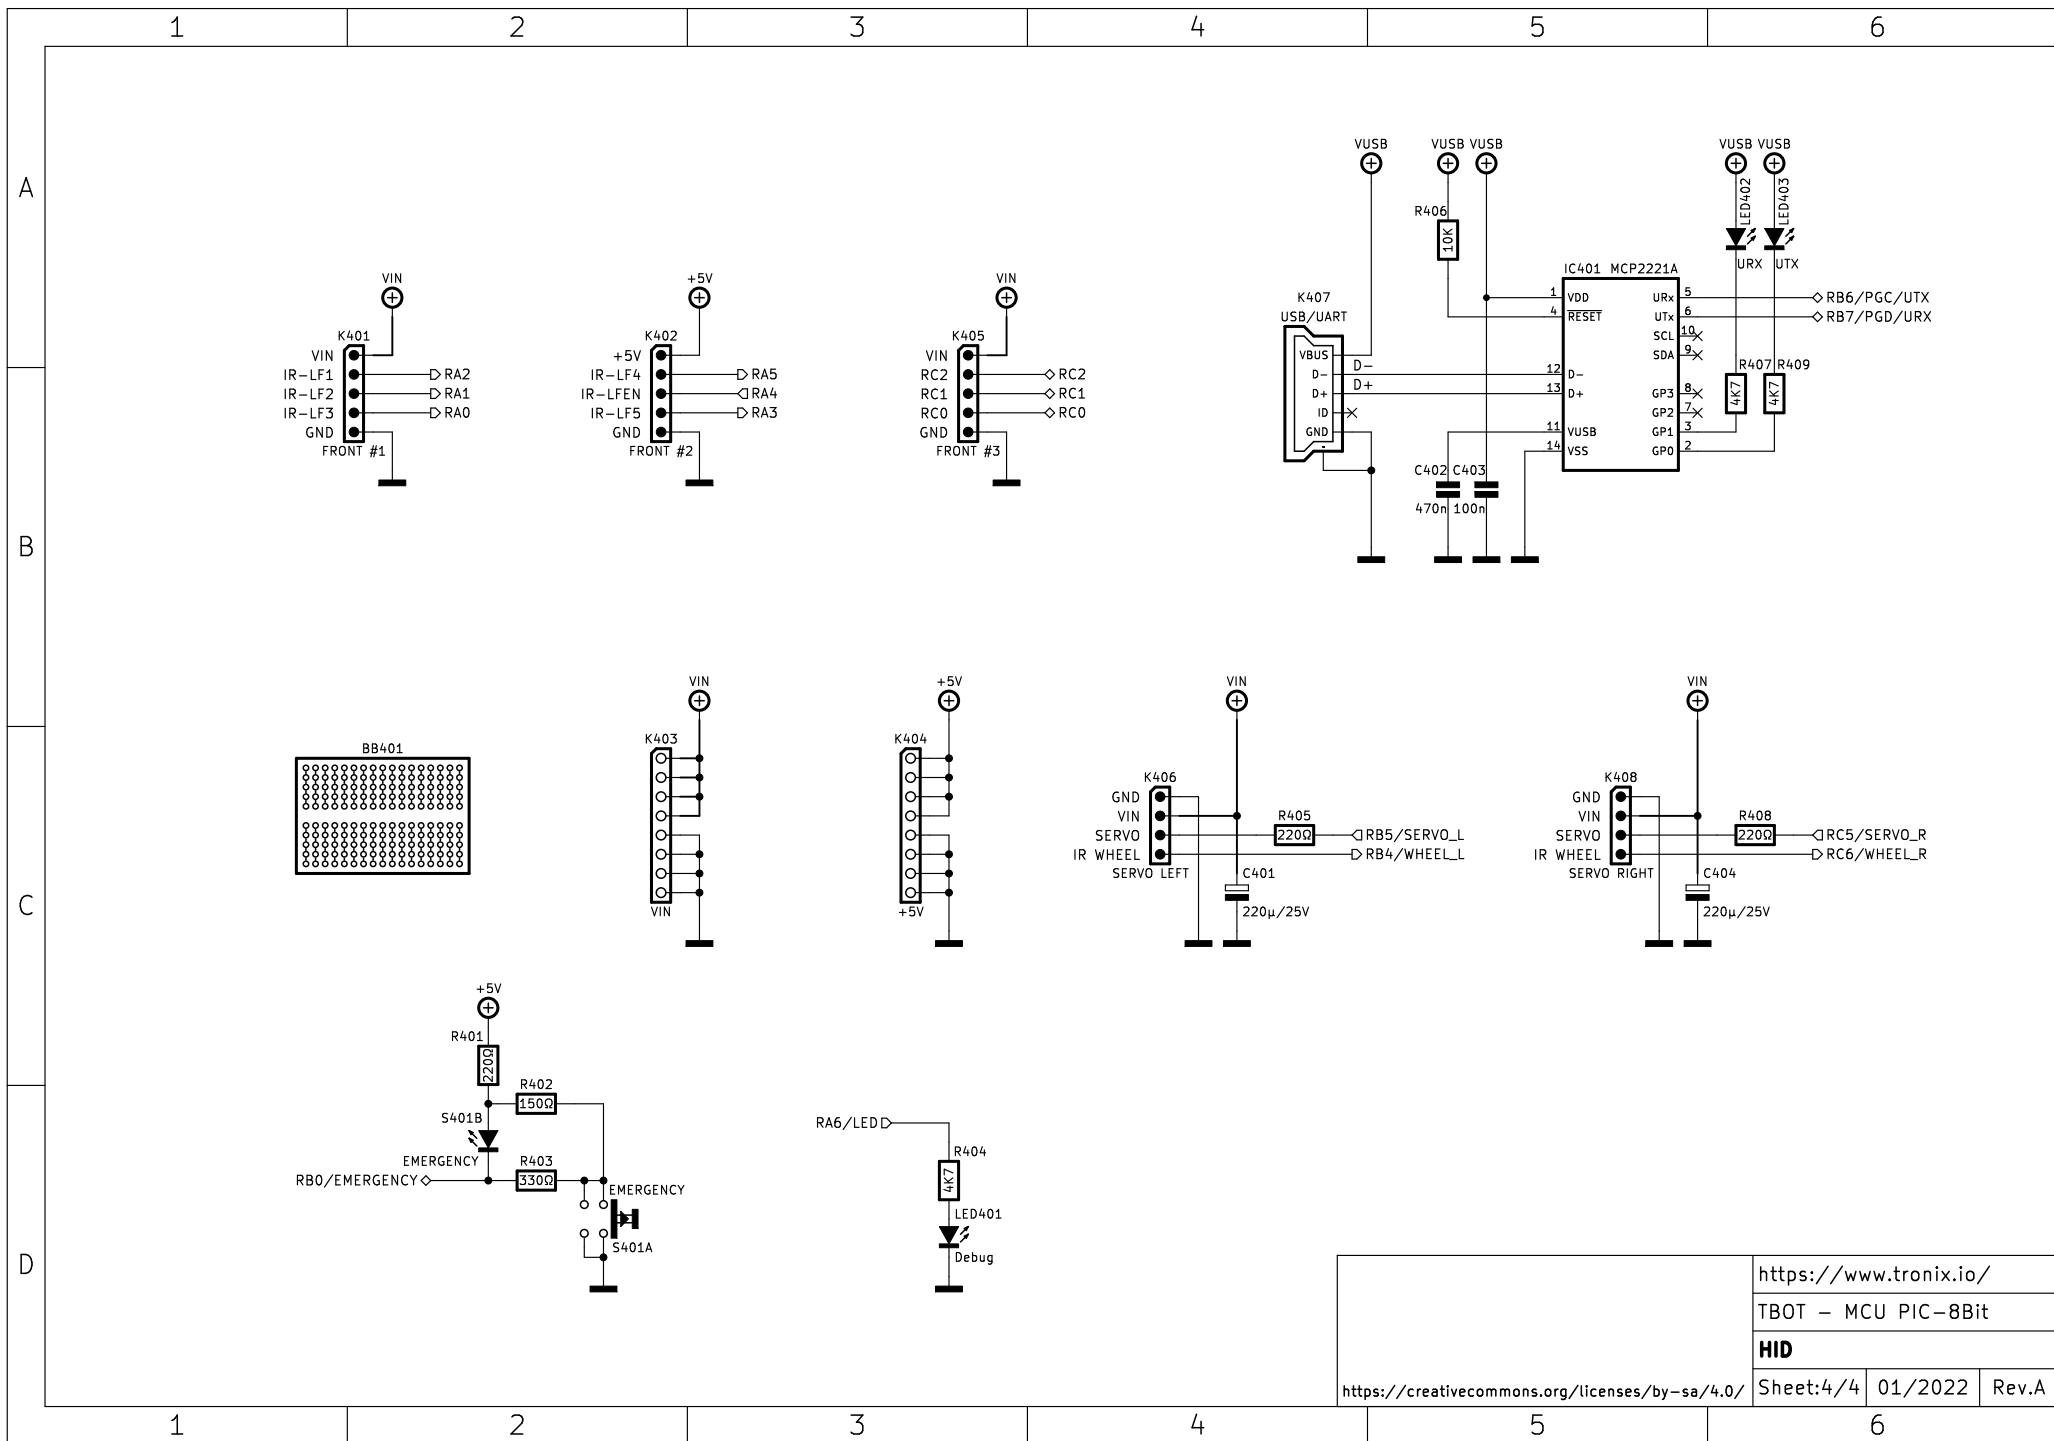 1 2 3 4 5 6
A
VUSB VUSB VUSB VUSB VUSB
LED402 LED403
R406
10K
URX UTX
VIN +5V VIN
IC401 MCP2221A
K407
USB/UART
1 VDD URx 5 RB6/PGC/UTX
4 RESET UTx 6 RB7/PGD/URX
K401 K402 K405
SCL 10
VIN +5V VIN VBUS SDA 9
R407 R409
4K7 4K7
IR-LF1 RA2 IR-LF4 RA5 RC2 RC2 D- D- 12 D-
IR-LF2 RA1 IR-LFEN RA4 RC1 RC1 D+ D+ 13 D+ GP3 8
IR-LF3 RA0 IR-LF5 RA3 RC0 RC0 ID GP2 7
GND GND GND GND 11 VUSB GP1 3
FRONT #1 FRONT #2 FRONT #3 14 VSS GP0 2
C402 C403
470n 100n
B
VIN +5V VIN VIN
BB401
K403 K404
K406 K408
GND GND
VIN R405 VIN R408
SERVO 220Ω RB5/SERVO_L SERVO 220Ω RC5/SERVO_R
IR WHEEL RB4/WHEEL_L IR WHEEL RC6/WHEEL_R
SERVO LEFT C401 SERVO RIGHT C404
VIN +5V 220µ/25V 220µ/25V
C
+5V
R401
220Ω
R402
150Ω
S401B
RA6/LED
EMERGENCY R403 R404
RB0/EMERGENCY 330Ω 4K7
EMERGENCY
LED401
S401A
Debug
D
https://www.tronix.io/
TBOT - MCU PIC-8Bit
HID
https://creativecommons.org/licenses/by-sa/4.0/ Sheet:4/4 01/2022 Rev.A
1 2 3 4 5 6